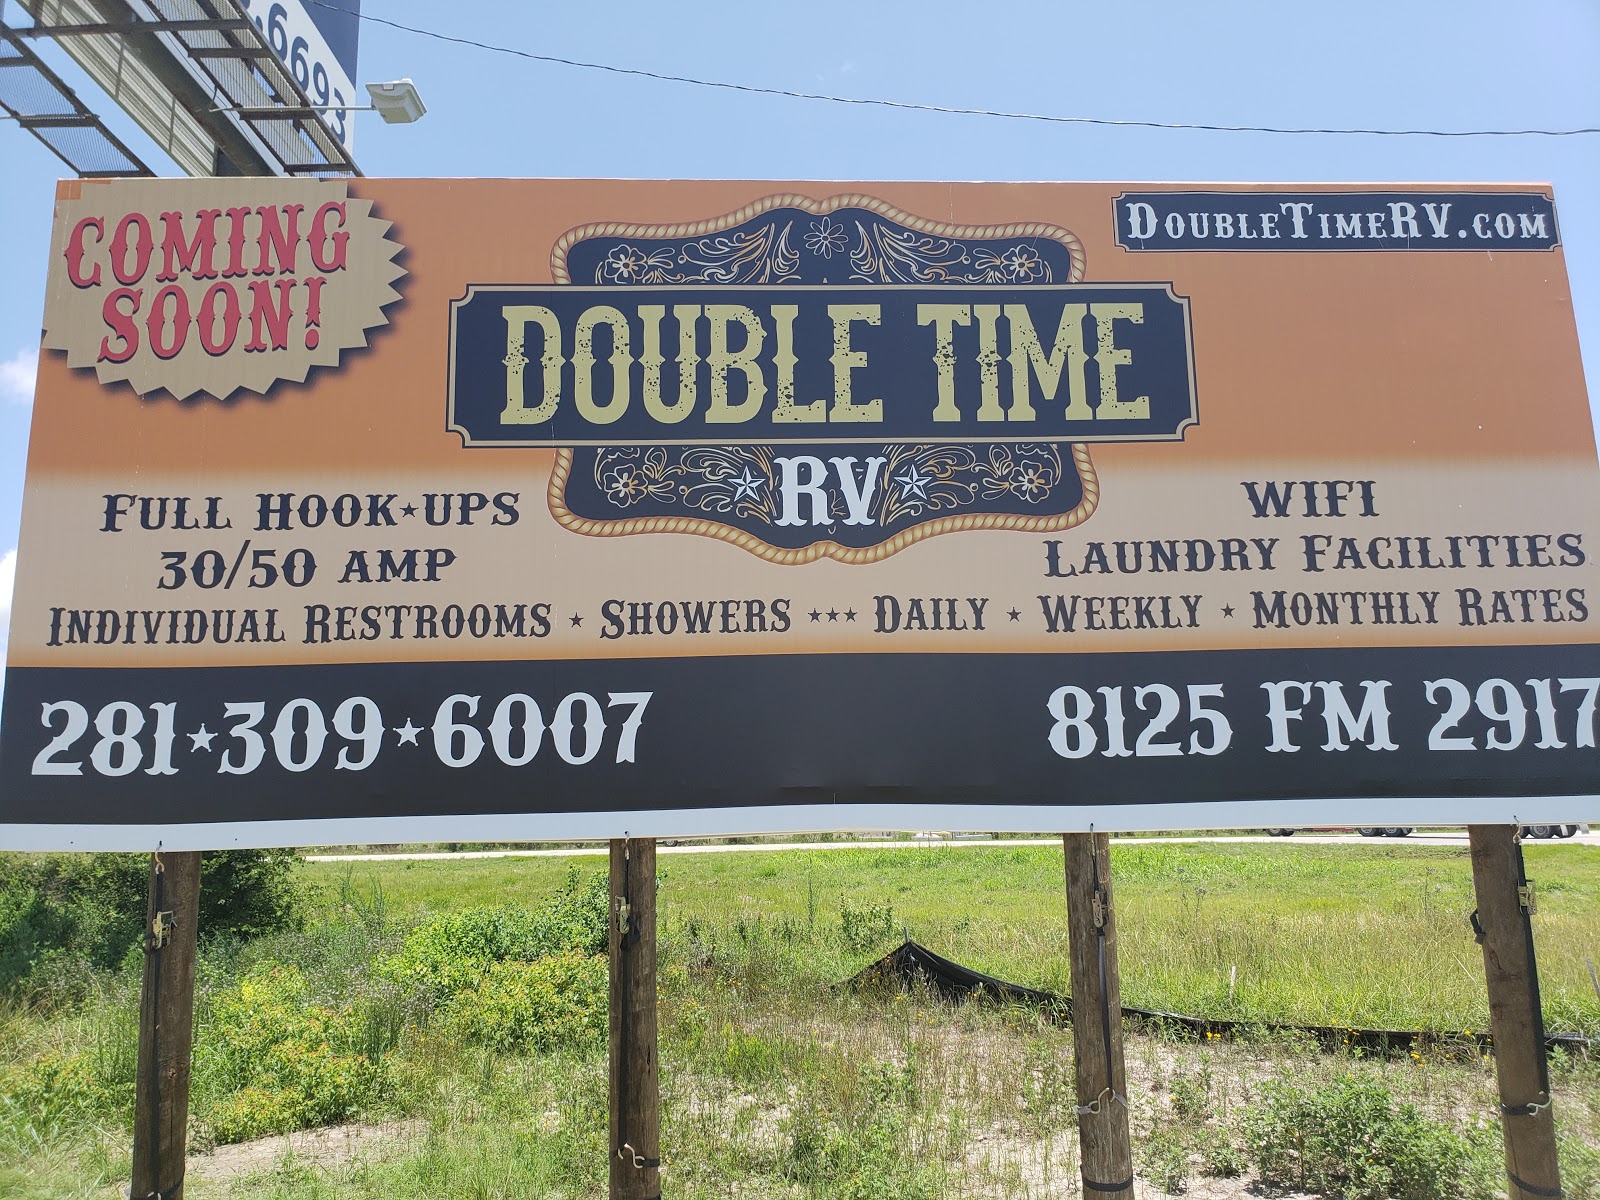 .6693
COMING
SOON!
DOUBLETIMERV.COM
DOUBLE TIME
RV
FULL HOOK★UPS
30/50 AMP
WIFI
LAUNDRY FACILITIES
INDIVIDUAL RESTROOMS ★ SHOWERS ★★★ DAILY ★ WEEKLY ★ MONTHLY RATES
281★309★6007
8125 FM 2917